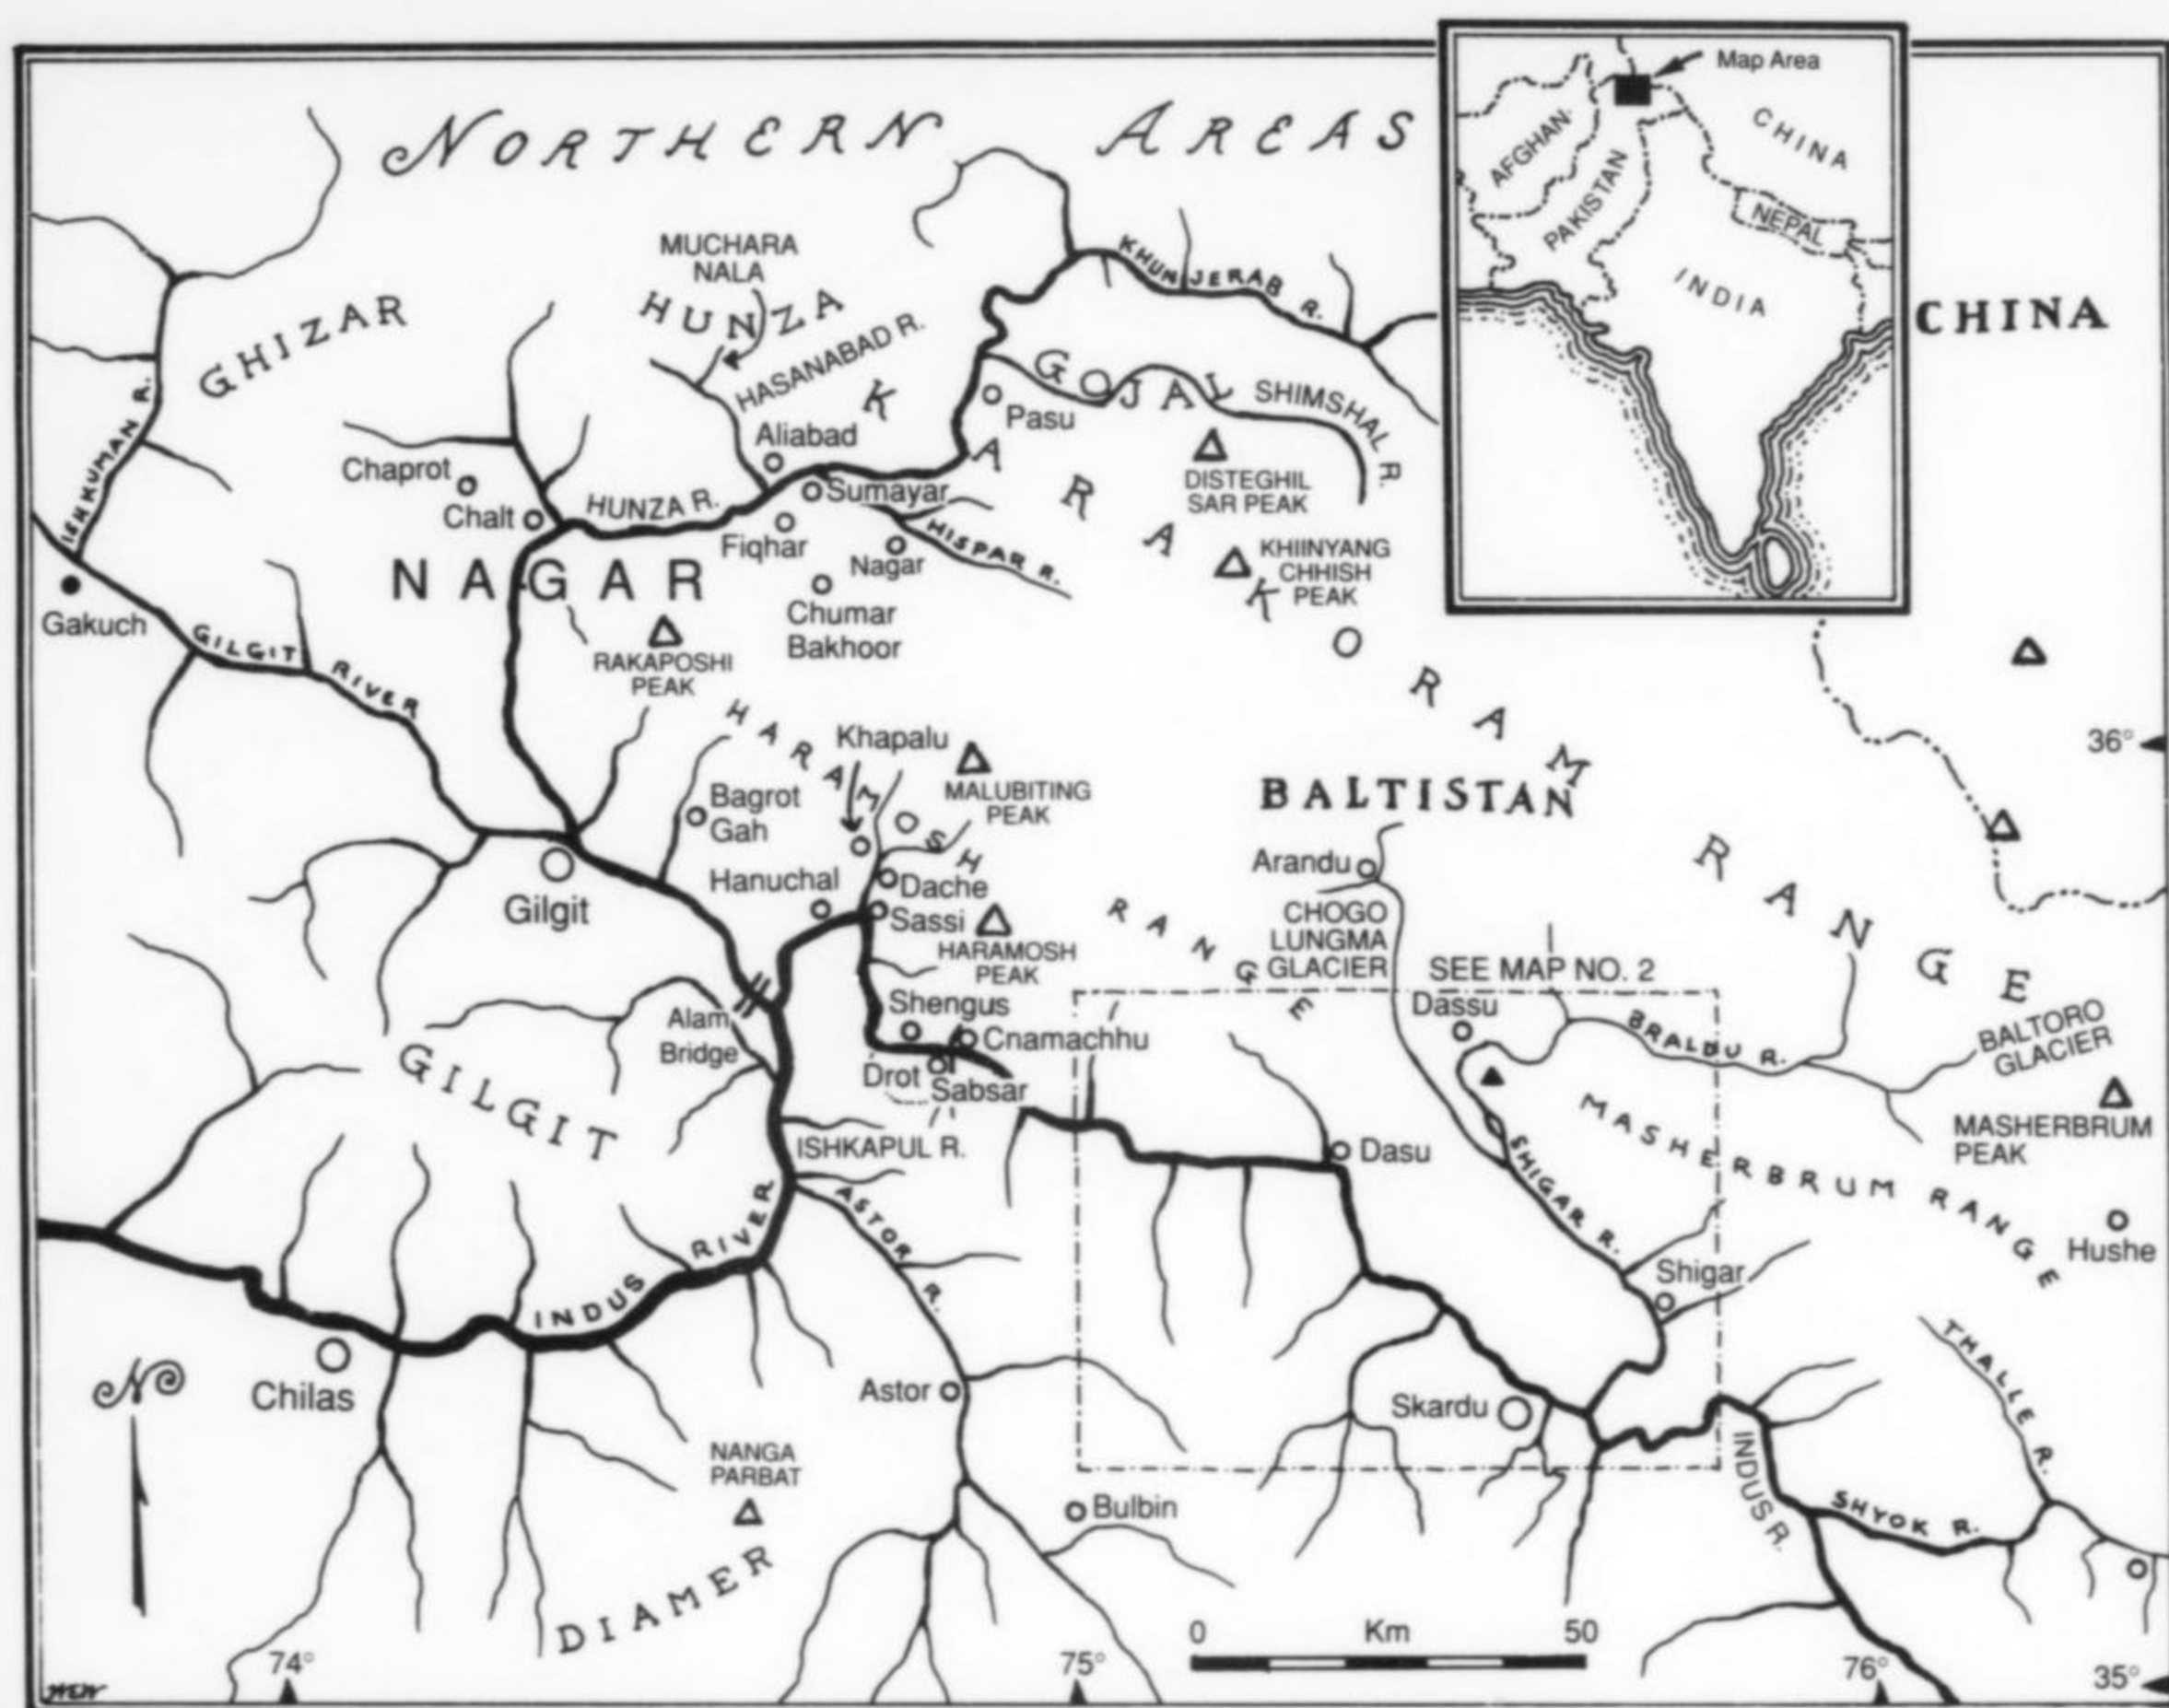 NORTHERN AREAS
Map Area
AFGHAN.
CHINA
PAKISTAN
NEPAL
INDIA
CHINA
MUCHARA
NALA
HUNZA
KHUNJERAB R.
GHIZAR
HASANABAD R.
GOJAL
SHIMSHAL R.
Pasu
ISHKUMAN R.
Aliabad
KARAKORAM RANGE
Chaprot
DISTEGHIL
SAR PEAK
Chalt
HUNZA R.
Sumayar
Fiqhar
HISPAR R.
Nagar
KHIINYANG
CHHISH
PEAK
NAGAR
Gakuch
Chumar
Bakhoor
GILGIT RIVER
RAKAPOSHI
PEAK
HARAMOSH RANGE
Khapalu
36°
MALUBITING
PEAK
BALTISTAN
Bagrot
Gah
Arandu
Hanuchal
Dache
Gilgit
Sassi
CHOGO
LUNGMA
GLACIER
HARAMOSH
PEAK
SEE MAP NO. 2
Shengus
Dassu
Alam
Bridge
Cnamachhu
BRALDU R.
BALTORO
GLACIER
Drot
Sabsar
GILGIT
MASHERBRUM RANGE
MASHERBRUM
PEAK
ISHKAPUL R.
Dasu
SHIGAR R.
ASTOR R.
Hushe
INDUS RIVER
Shigar
THALLE R.
N
Chilas
Astor
Skardu
NANGA
PARBAT
INDUS R.
Bulbin
SHYOK R.
DIAMER
0 Km 50
74°
75°
76°
35°